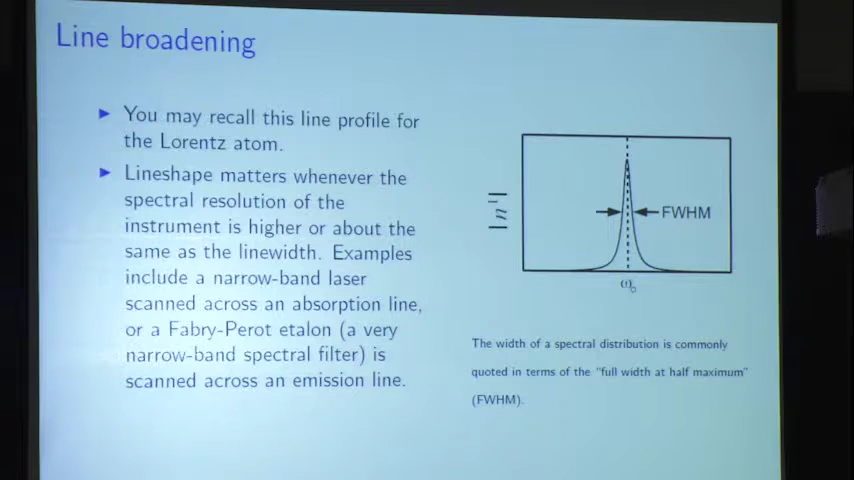 Line broadening
You may recall this line profile for
the Lorentz atom.
Lineshape matters whenever the
spectral resolution of the
instrument is higher or about the
same as the linewidth. Examples
include a narrow-band laser
scanned across an absorption line,
or a Fabry-Perot etalon (a very
narrow-band spectral filter) is
scanned across an emission line.
FWHM
ω₀
The width of a spectral distribution is commonly
quoted in terms of the "full width at half maximum"
(FWHM).